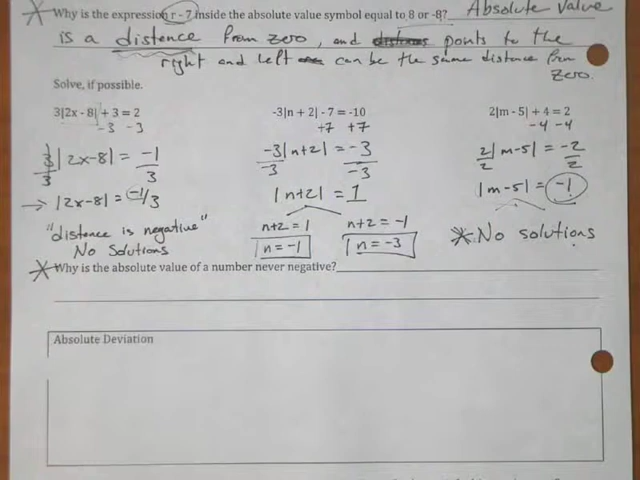 Why is the expression r - 7 inside the absolute value symbol equal to 8 or -8? Absolute Value
is a distance from zero, and points to the
right and left can be the same distance from
zero.
Solve, if possible.
3|2x - 8| + 3 = 2
-3 -3
3|2x-8| = -1
3 3
→ |2x-8| = -1/3
"distance is negative"
No Solutions
-3|n + 2| - 7 = -10
+7 +7
-3|n+2| = -3
-3 -3
|n+2| = 1
n+2 = 1 n+2 = -1
n = -1 n = -3
2|m - 5| + 4 = 2
-4 -4
2|m-5| = -2
2 2
|m-5| = -1
* No solutions
Why is the absolute value of a number never negative?
Absolute Deviation